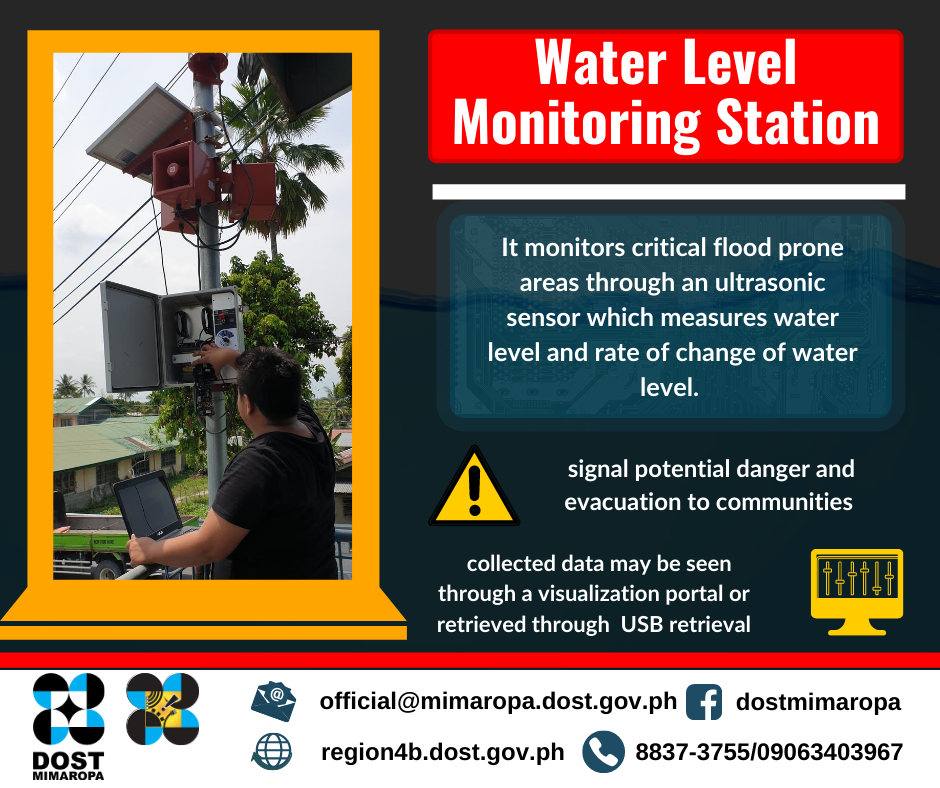 Water Level
Monitoring Station
It monitors critical flood prone
areas through an ultrasonic
sensor which measures water
level and rate of change of water
level.
signal potential danger and
evacuation to communities
collected data may be seen
through a visualization portal or
retrieved through USB retrieval
official@mimaropa.dost.gov.ph
dostmimaropa
region4b.dost.gov.ph
8837-3755/09063403967
DOST
MIMAROPA